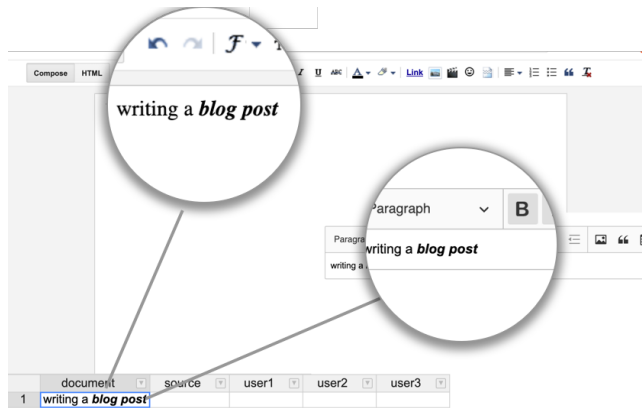 Compose HTML
I U ABC A Link
writing a blog post
Paragraph B
writing a blog post
Paragra
writing a
document source user1 user2 user3
1 writing a blog post